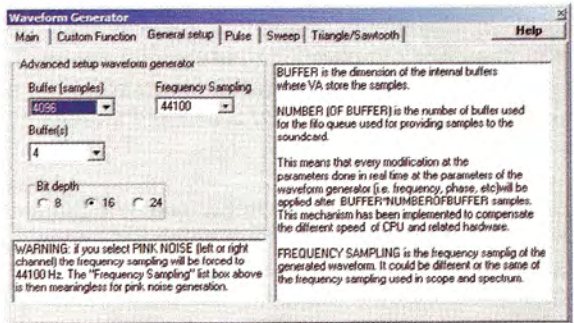 Waveform Generator
Main Custom Function General setup Pulse Sweep Triangle/Sawtooth Help
Advanced setup waveform generator
Buffer (samples) Frequency Sampling
4096 44100
Buffer(s)
4
Bit depth
8 16 24
WARNING: if you select PINK NOISE (left or right
channel) the frequency sampling will be forced to
44100 Hz. The "Frequency Sampling" list box above
is then meaningless for pink noise generation.
BUFFER is the dimension of the internal buffers
where VA store the samples.
NUMBER (OF BUFFER) is the number of buffer used
for the fifo queue used for providing samples to the
soundcard.
This means that every modification at the
parameters done in real time at the parameters of the
waveform generator (i.e. frequency, phase, etc)will be
applied after BUFFER*NUMBEROFBUFFER samples.
This mechanism has been implemented to compensate
the different speed of CPU and related hardware.
FREQUENCY SAMPLING is the frequency samplig of the
generated waveform. It could be different or the same of
the frequency sampling used in scope and spectrum.